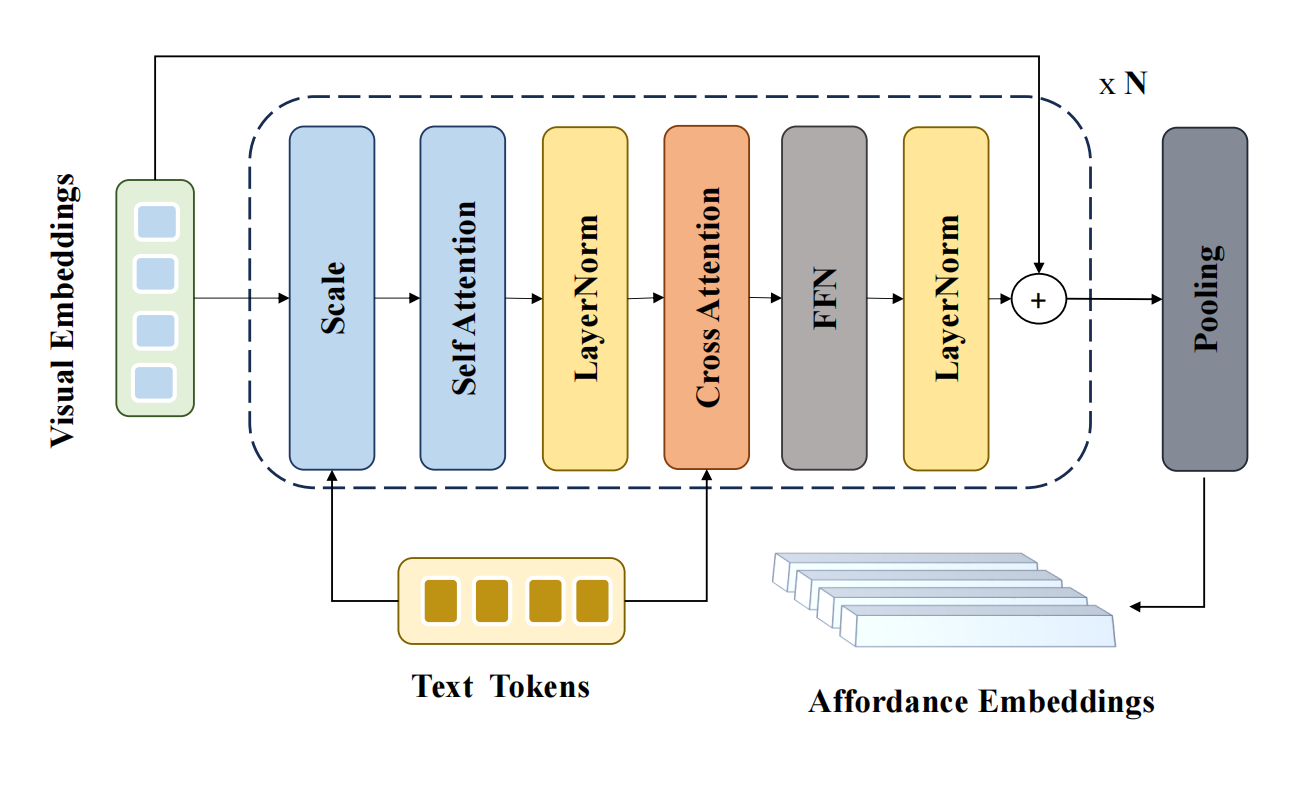 x N
Visual Embeddings
Scale
Self Attention
LayerNorm
Cross Attention
FFN
LayerNorm
+
Pooling
Text Tokens
Affordance Embeddings